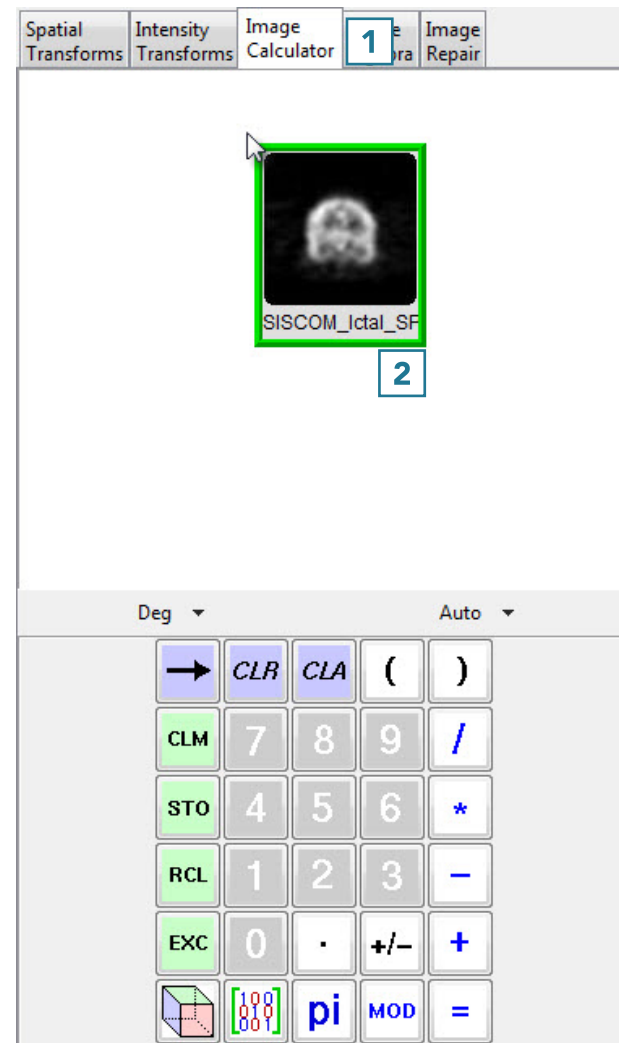 Spatial Transforms
Intensity Transforms
Image Calculator
1
Image Repair
SISCOM_Ictal_SF
2
Deg
Auto
CLR CLA ( )
CLM 7 8 9 /
STO 4 5 6 *
RCL 1 2 3 −
EXC 0 . +/− +
pi MOD =